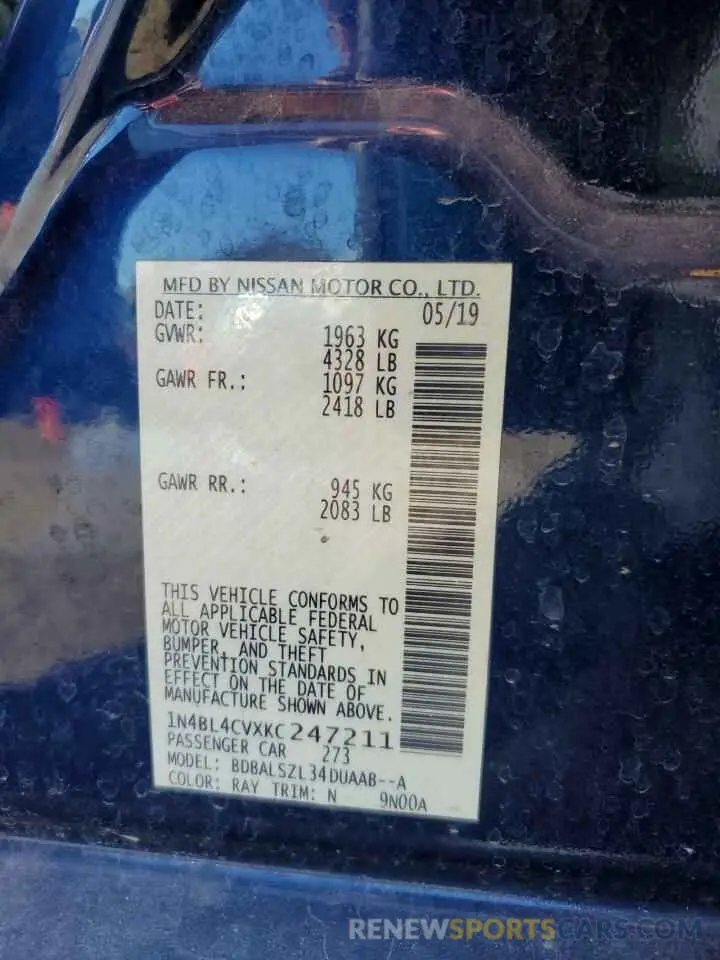 MFD BY NISSAN MOTOR CO., LTD.
DATE: 05/19
GVWR: 1963 KG
4328 LB
GAWR FR.: 1097 KG
2418 LB
GAWR RR.: 945 KG
2083 LB
THIS VEHICLE CONFORMS TO
ALL APPLICABLE FEDERAL
MOTOR VEHICLE SAFETY,
BUMPER, AND THEFT
PREVENTION STANDARDS IN
EFFECT ON THE DATE OF
MANUFACTURE SHOWN ABOVE.
1N4BL4CVXKC247211
PASSENGER CAR 273
MODEL: BDBALSZL34DUAAB--A
COLOR: RAY TRIM: N 9N00A
RENEWSPORTSCARS.COM